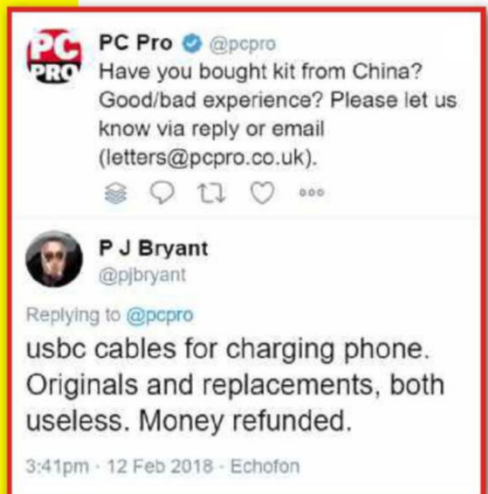 PC
PRO
PC Pro @pcpro
Have you bought kit from China?
Good/bad experience? Please let us
know via reply or email
(letters@pcpro.co.uk).
P J Bryant
@pjbryant
Replying to @pcpro
usbc cables for charging phone.
Originals and replacements, both
useless. Money refunded.
3:41pm · 12 Feb 2018 · Echofon